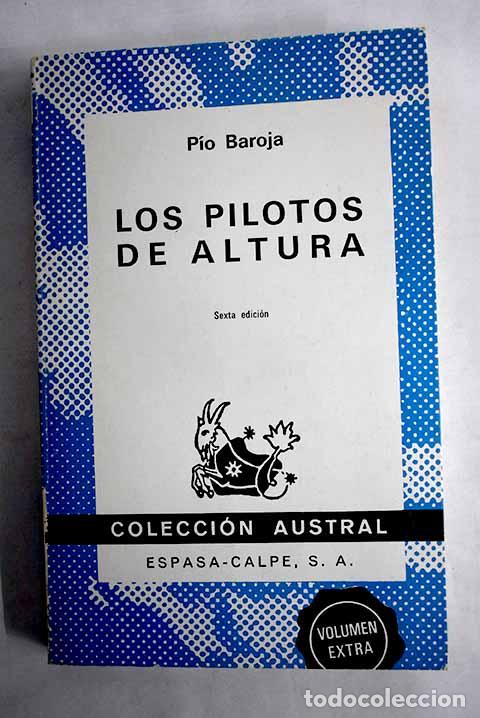 Pío Baroja
LOS PILOTOS
DE ALTURA
Sexta edición
COLECCIÓN AUSTRAL
ESPASA-CALPE, S. A.
VOLUMEN
EXTRA
todocoleccion